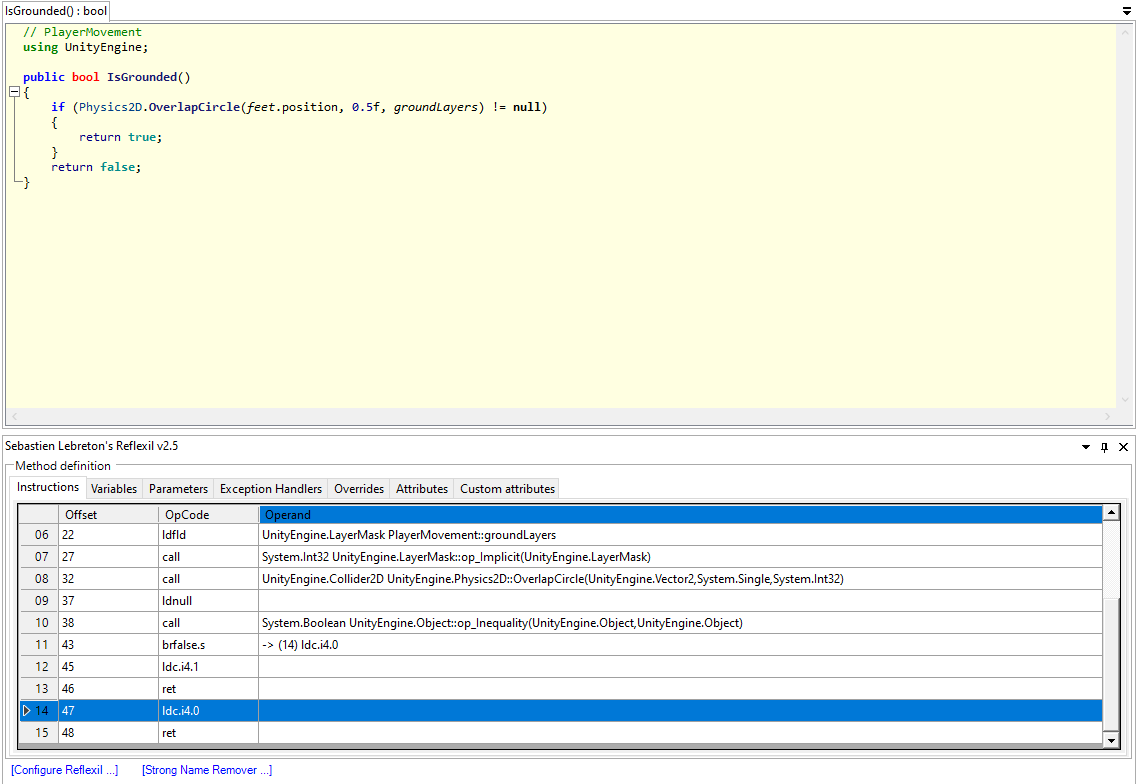 IsGrounded() : bool
// PlayerMovement
using UnityEngine;
public bool IsGrounded()
{
if (Physics2D.OverlapCircle(feet.position, 0.5f, groundLayers) != null)
{
return true;
}
return false;
}
Sebastien Lebreton's Reflexil v2.5
Method definition
Instructions Variables Parameters Exception Handlers Overrides Attributes Custom attributes
Offset OpCode Operand
06 22 ldfld UnityEngine.LayerMask PlayerMovement::groundLayers
07 27 call System.Int32 UnityEngine.LayerMask::op_Implicit(UnityEngine.LayerMask)
08 32 call UnityEngine.Collider2D UnityEngine.Physics2D::OverlapCircle(UnityEngine.Vector2,System.Single,System.Int32)
09 37 ldnull
10 38 call System.Boolean UnityEngine.Object::op_Inequality(UnityEngine.Object,UnityEngine.Object)
11 43 brfalse.s -> (14) ldc.i4.0
12 45 ldc.i4.1
13 46 ret
14 47 ldc.i4.0
15 48 ret
[Configure Reflexil ...] [Strong Name Remover ...]